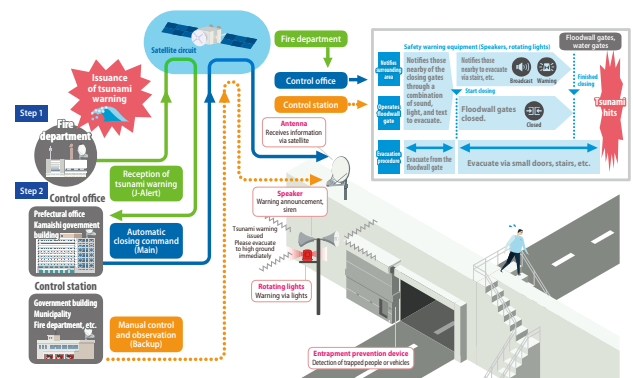 Satellite circuit
Issuance
of tsunami
warning
Step 1
Fire
department
Reception of
tsunami warning
(J-Alert)
Step 2
Control office
Prefectural office
Kamaishi government
building
Automatic
closing command
(Main)
Control station
Government building
Municipality
Fire department, etc.
Manual control
and observation
(Backup)
Fire department
Control office
Control station
Antenna
Receives information
via satellite
Speaker
Warning announcement,
siren
Tsunami warning
issued
Please evacuate
to high ground
immediately
Rotating lights
Warning via lights
Entrapment prevention device
Detection of trapped people or vehicles
Floodwall gates,
water gates
Safety warning equipment (Speakers, rotating lights)
Notifies
surrounding
area
Notifies those
nearby of the
closing gates
through a
combination
of sound,
light, and text
to evacuate.
Notifies those
nearby to evacuate
via stairs, etc.
Broadcast
Warning
Finished
closing
Start closing
Operates
floodwall
gate
Floodwall gates
closed.
Closed
Tsunami
hits
Evacuation
procedure
Evacuate from the
floodwall gate
Evacuate via small doors, stairs, etc.